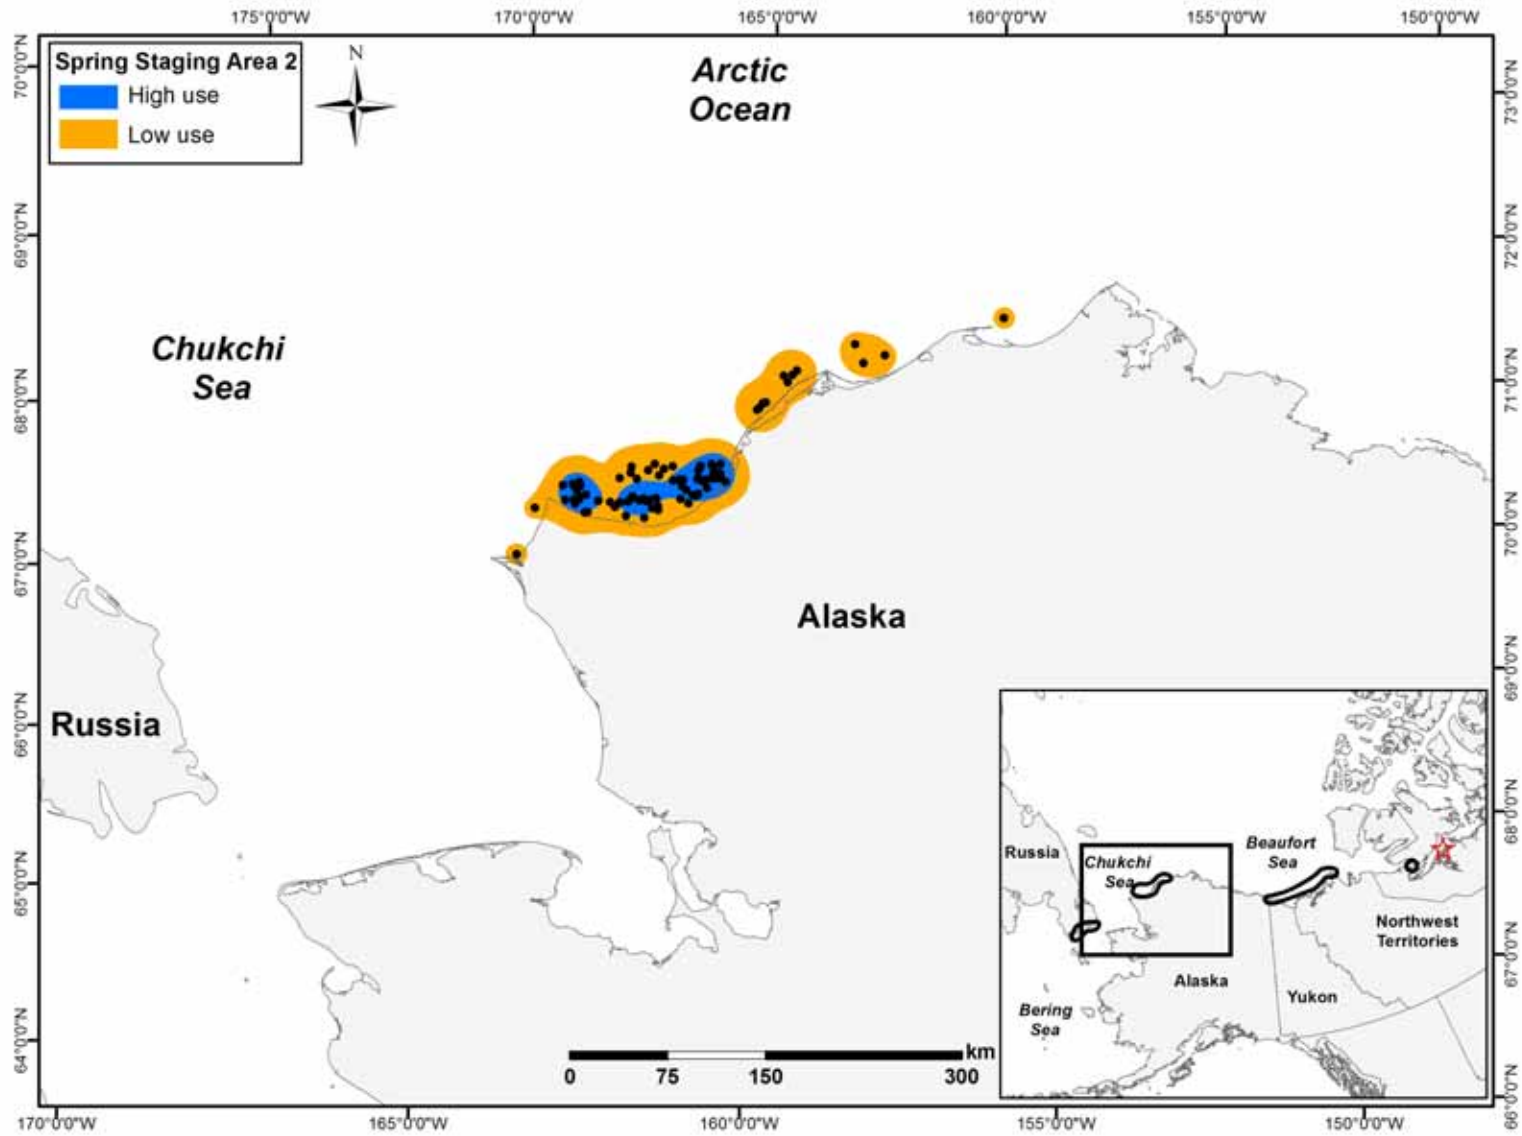 175°0'0"W 170°0'0"W 165°0'0"W 160°0'0"W 155°0'0"W 150°0'0"W
Spring Staging Area 2
High use
Low use
N
Arctic
Ocean
Chukchi
Sea
Alaska
Russia
70°0'0"N
69°0'0"N
68°0'0"N
67°0'0"N
66°0'0"N
65°0'0"N
64°0'0"N
73°0'0"N
72°0'0"N
71°0'0"N
70°0'0"N
69°0'0"N
68°0'0"N
67°0'0"N
66°0'0"N
Russia
Chukchi
Sea
Beaufort
Sea
Northwest
Territories
Alaska
Yukon
Bering
Sea
km
0 75 150 300
170°0'0"W 165°0'0"W 160°0'0"W 155°0'0"W 150°0'0"W